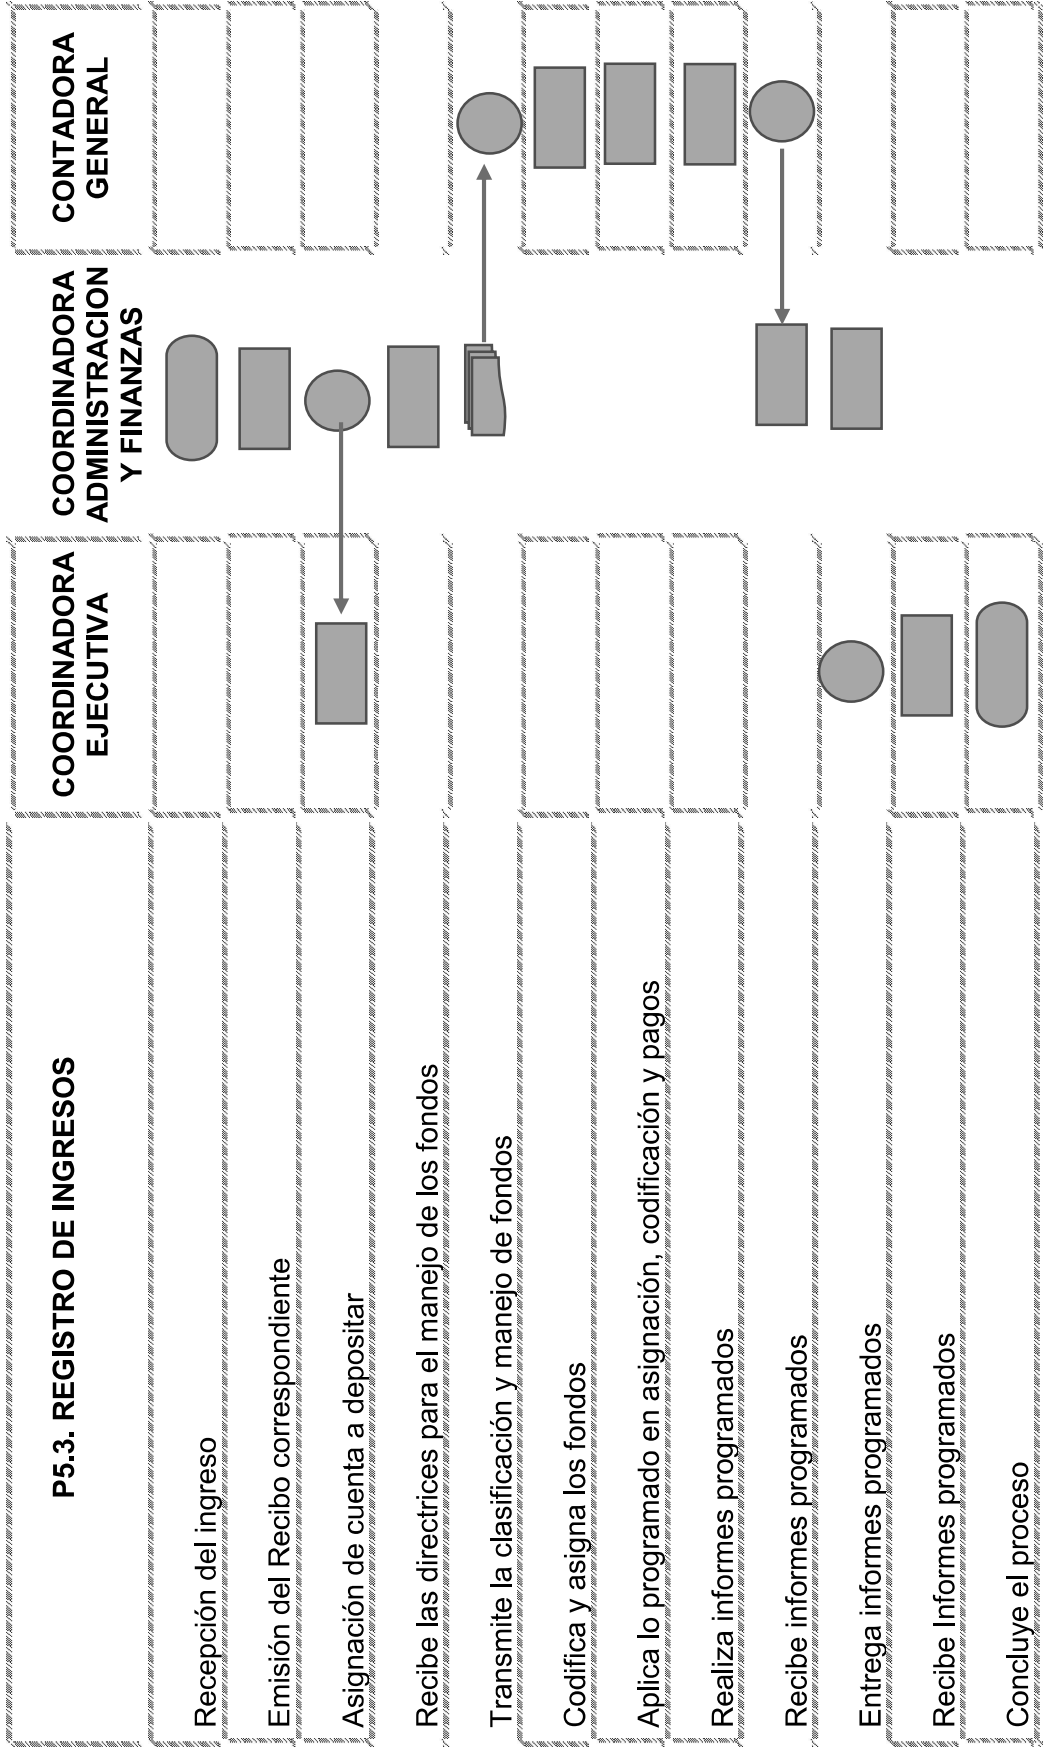 P5.3. REGISTRO DE INGRESOS
COORDINADORA
EJECUTIVA
COORDINADORA
ADMINISTRACION
Y FINANZAS
CONTADORA
GENERAL
Recepción del ingreso
Emisión del Recibo correspondiente
Asignación de cuenta a depositar
Recibe las directrices para el manejo de los fondos
Transmite la clasificación y manejo de fondos
Codifica y asigna los fondos
Aplica lo programado en asignación, codificación y pagos
Realiza informes programados
Recibe informes programados
Entrega informes programados
Recibe Informes programados
Concluye el proceso